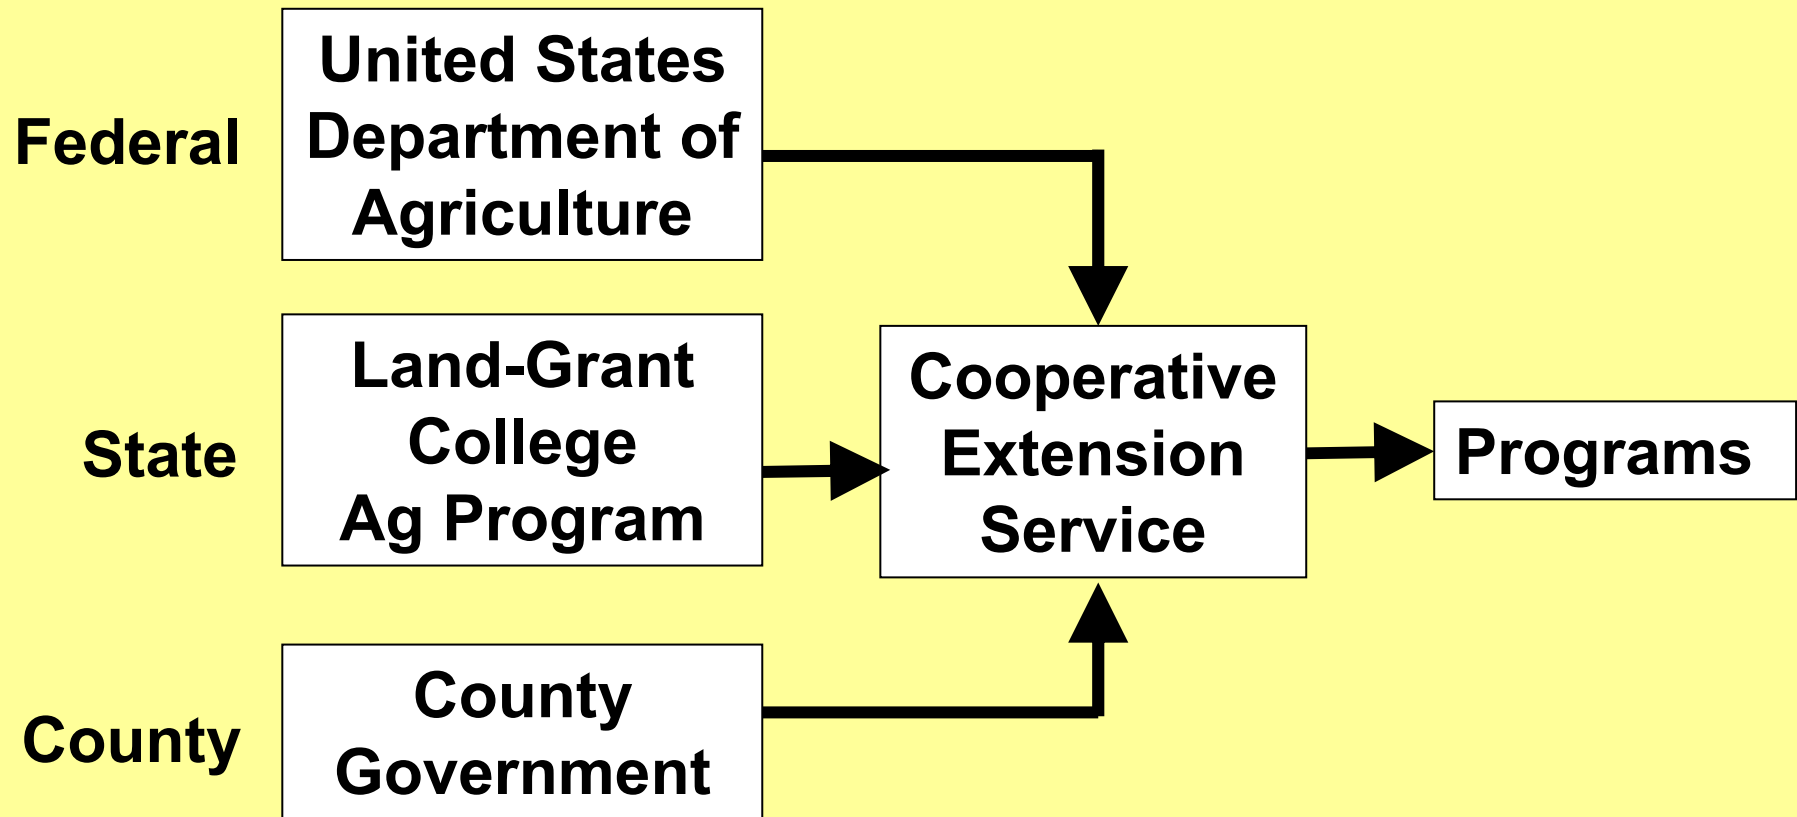 Federal
United States
Department of
Agriculture
State
Land-Grant
College
Ag Program
Cooperative
Extension
Service
Programs
County
County
Government